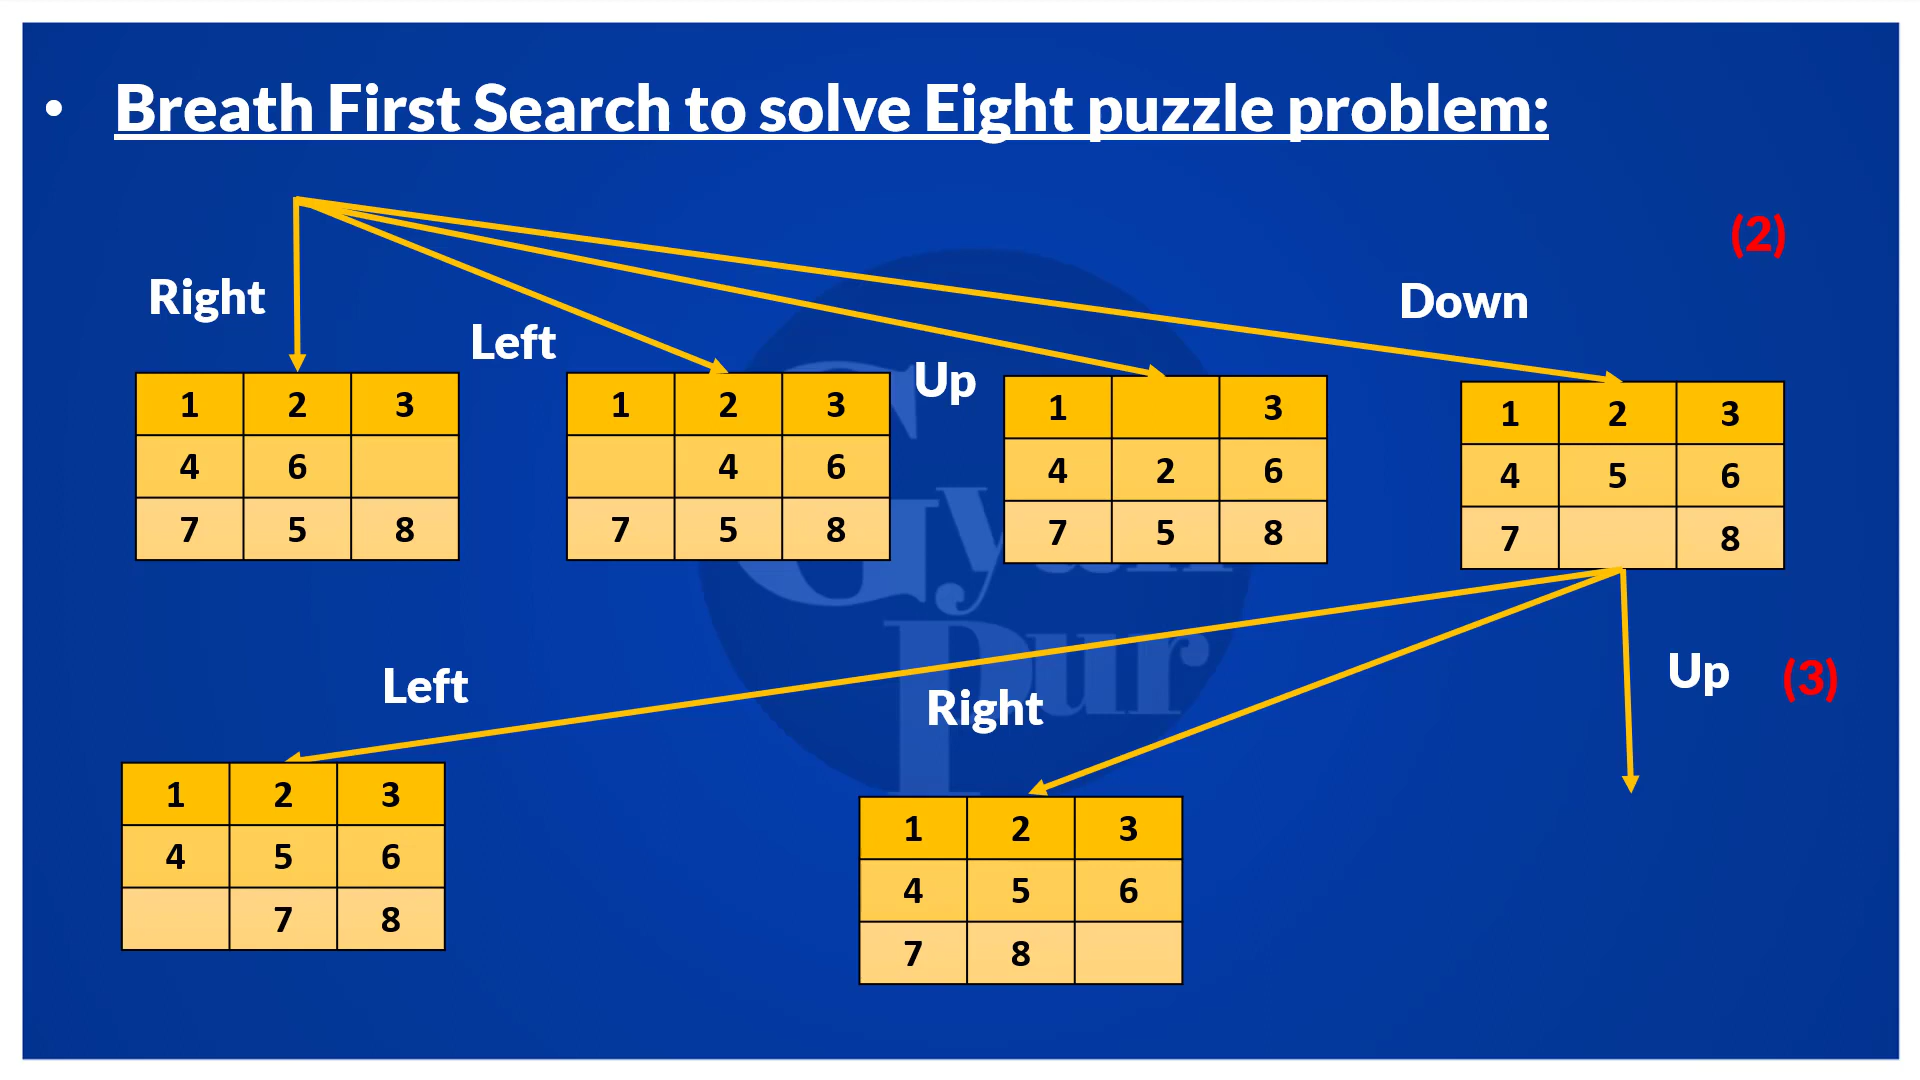 • Breath First Search to solve Eight puzzle problem:
(2)
Right
Left
Up
Down
1 2 3
4 6
7 5 8
1 2 3
4 6
7 5 8
1 3
4 2 6
7 5 8
1 2 3
4 5 6
7 8
Left
Right
Up
(3)
1 2 3
4 5 6
7 8
1 2 3
4 5 6
7 8
Gyan
Pur